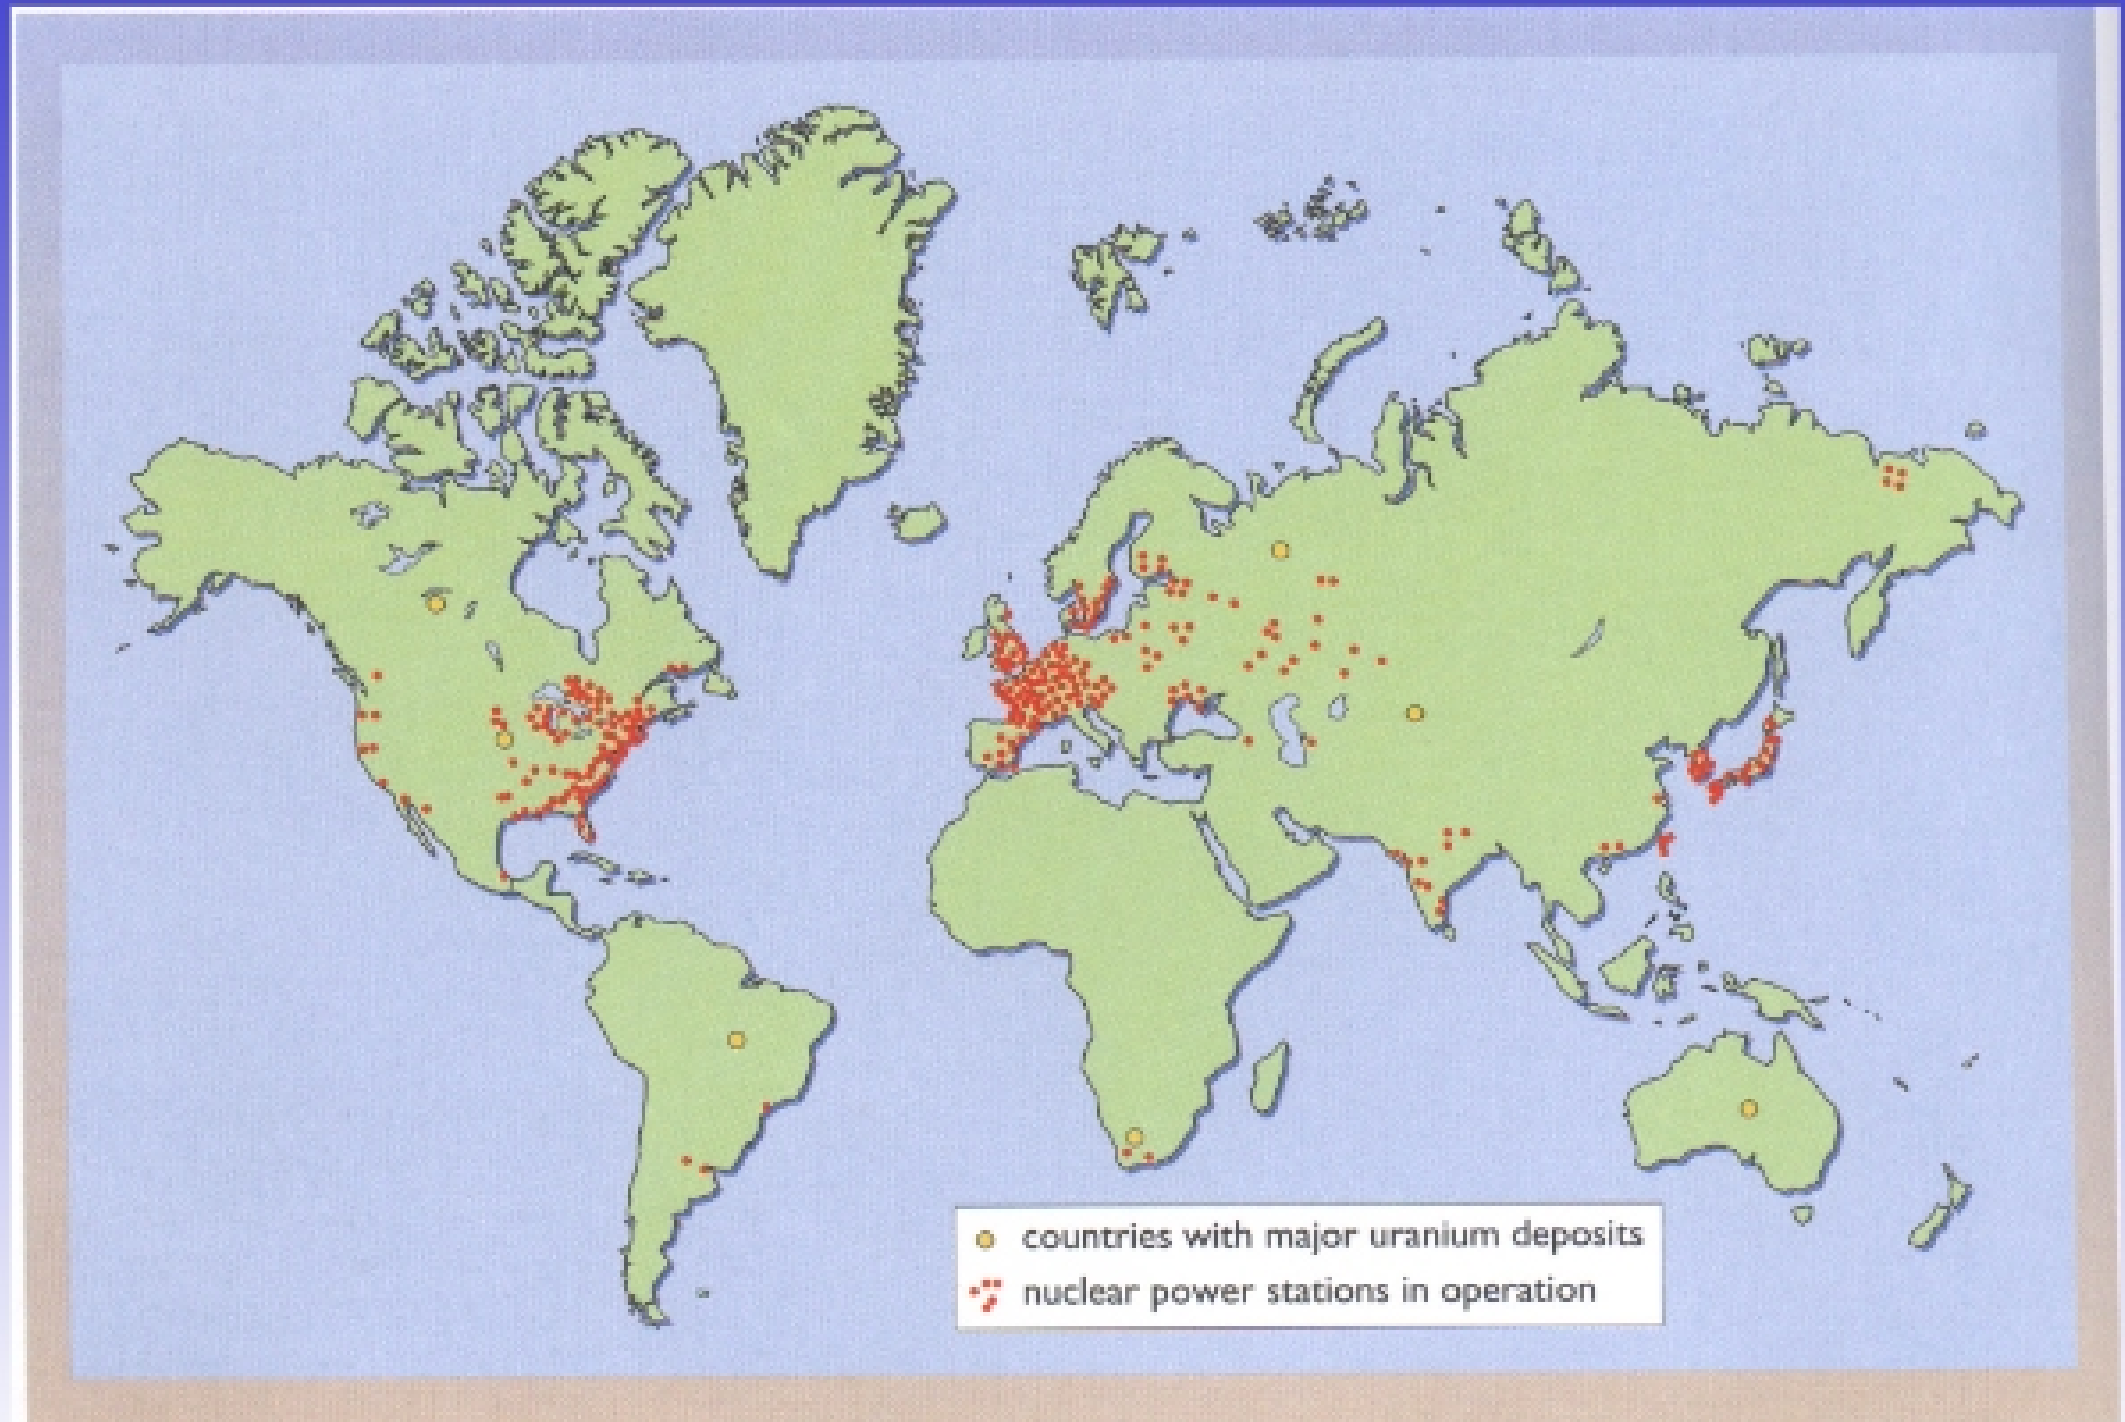 countries with major uranium deposits
nuclear power stations in operation